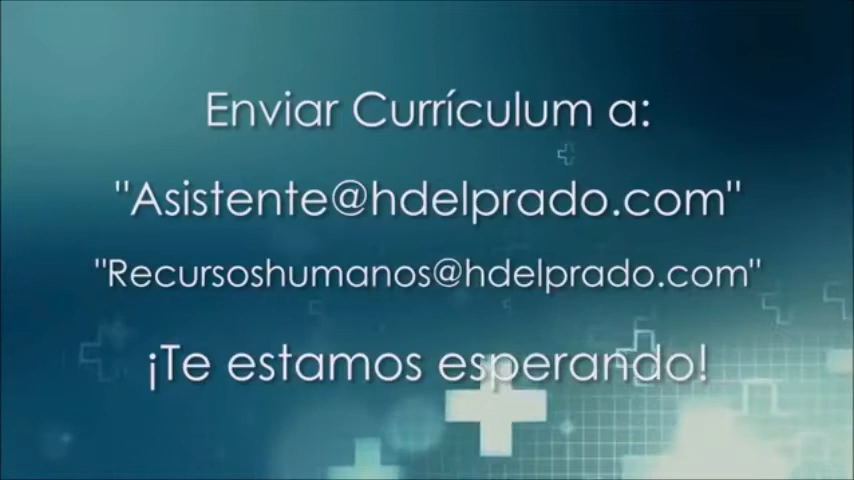 Enviar Currículum a:
"Asistente@hdelprado.com"
"Recursoshumanos@hdelprado.com"
¡Te estamos esperando!